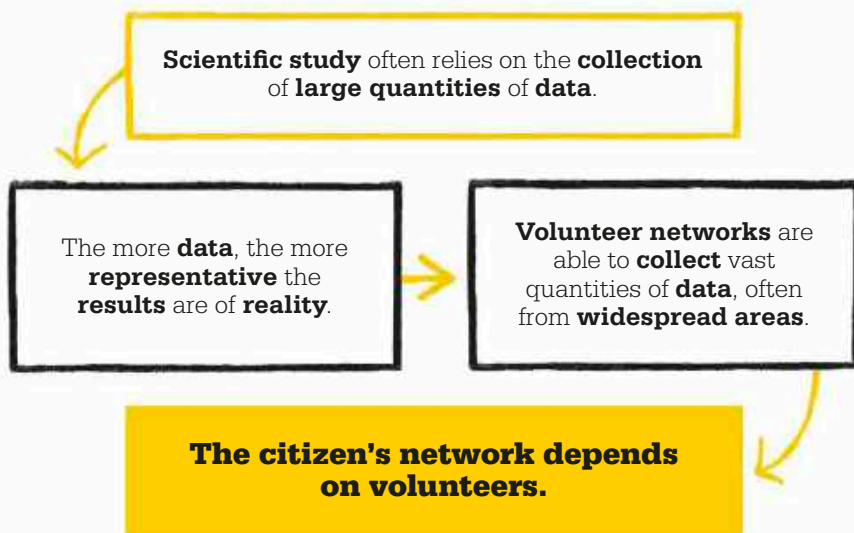 Scientific study often relies on the collection
of large quantities of data.
The more data, the more
representative the
results are of reality.
Volunteer networks are
able to collect vast
quantities of data, often
from widespread areas.
The citizen’s network depends
on volunteers.